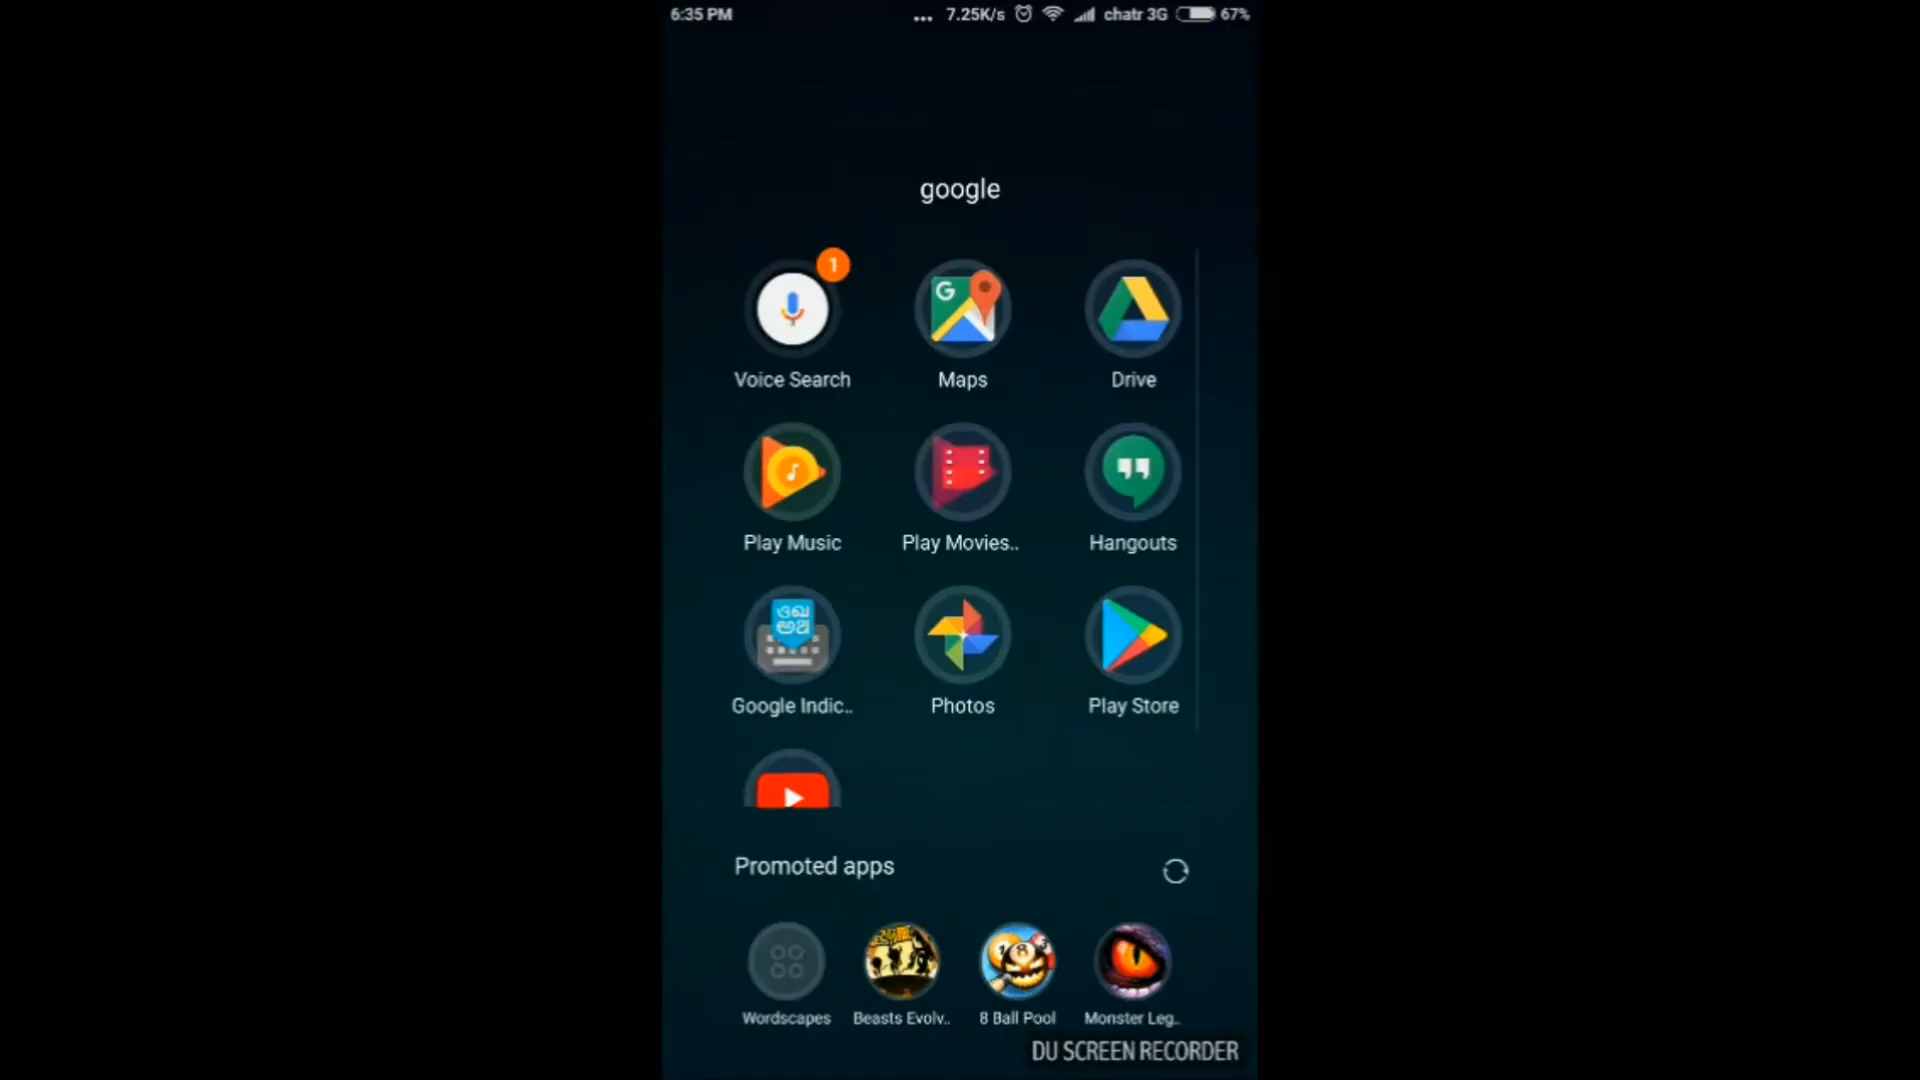 6:35 PM ... 7.25K/s chatr 3G 67%
google
1
Voice Search Maps Drive
G
Play Music Play Movies.. Hangouts
Google Indic.. Photos Play Store
Promoted apps
Wordscapes Beasts Evolv.. 8 Ball Pool Monster Leg..
DU SCREEN RECORDER